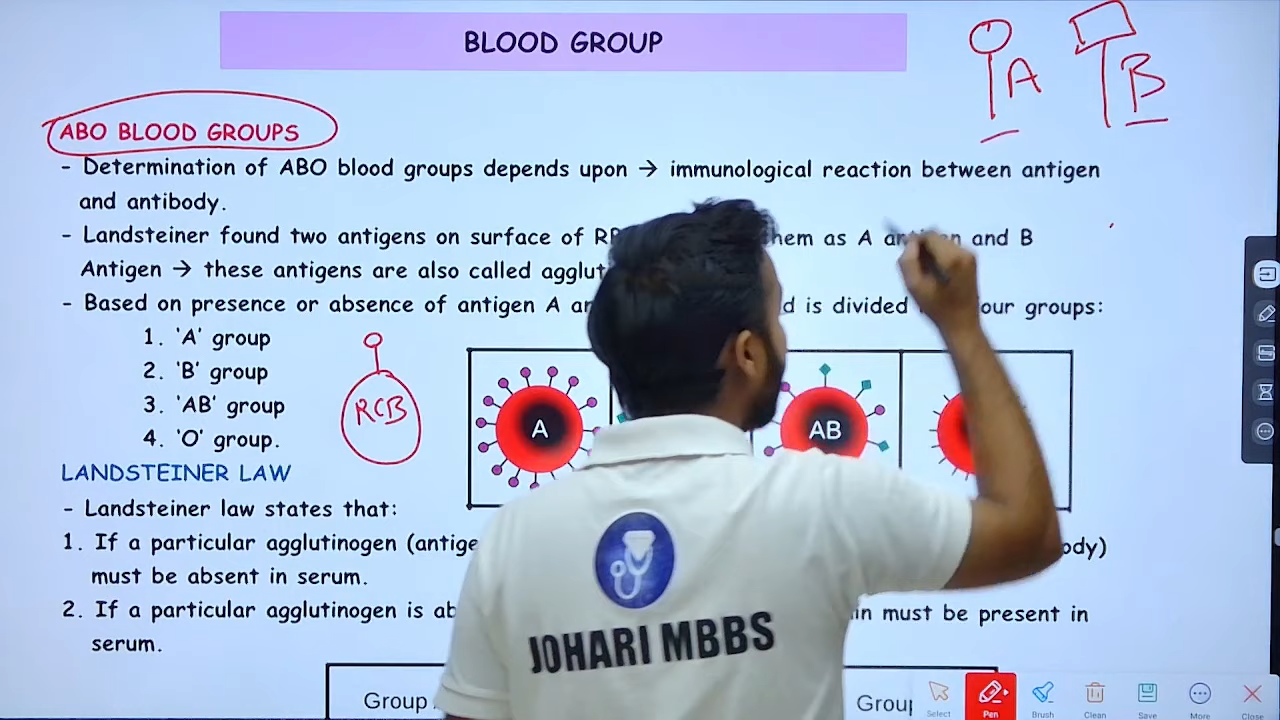 BLOOD GROUP
A B
ABO BLOOD GROUPS
- Determination of ABO blood groups depends upon → immunological reaction between antigen
and antibody.
- Landsteiner found two antigens on surface of as A and B
Antigen → these antigens are also called
- Based on presence or absence of antigen A is divided groups:
1. 'A' group
2. 'B' group
3. 'AB' group
4. 'O' group.
RCB
A
AB
LANDSTEINER LAW
- Landsteiner law states that:
1. If a particular agglutinogen
must be absent in serum.
2. If a particular agglutinogen is must be present in
serum.
JOHARI MBBS
Group
Select Pen Brush Clean Save More Close